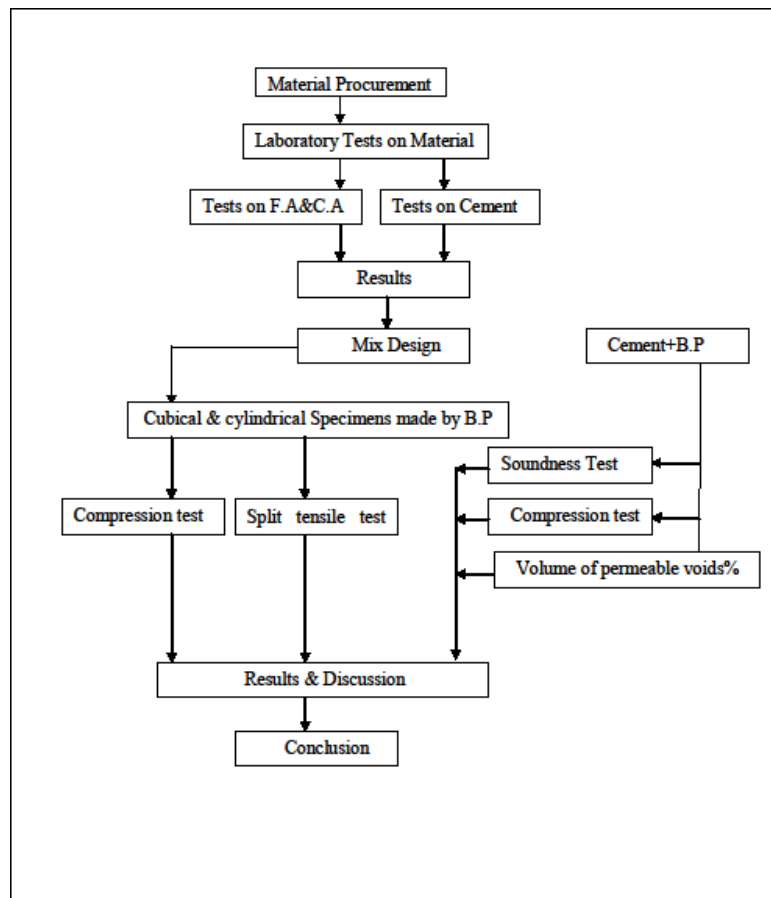 Material Procurement
Laboratory Tests on Material
Tests on F.A&C.A
Tests on Cement
Results
Mix Design
Cement+B.P
Cubical & cylindrical Specimens made by B.P
Soundness Test
Compression test
Split tensile test
Compression test
Volume of permeable voids%
Results & Discussion
Conclusion